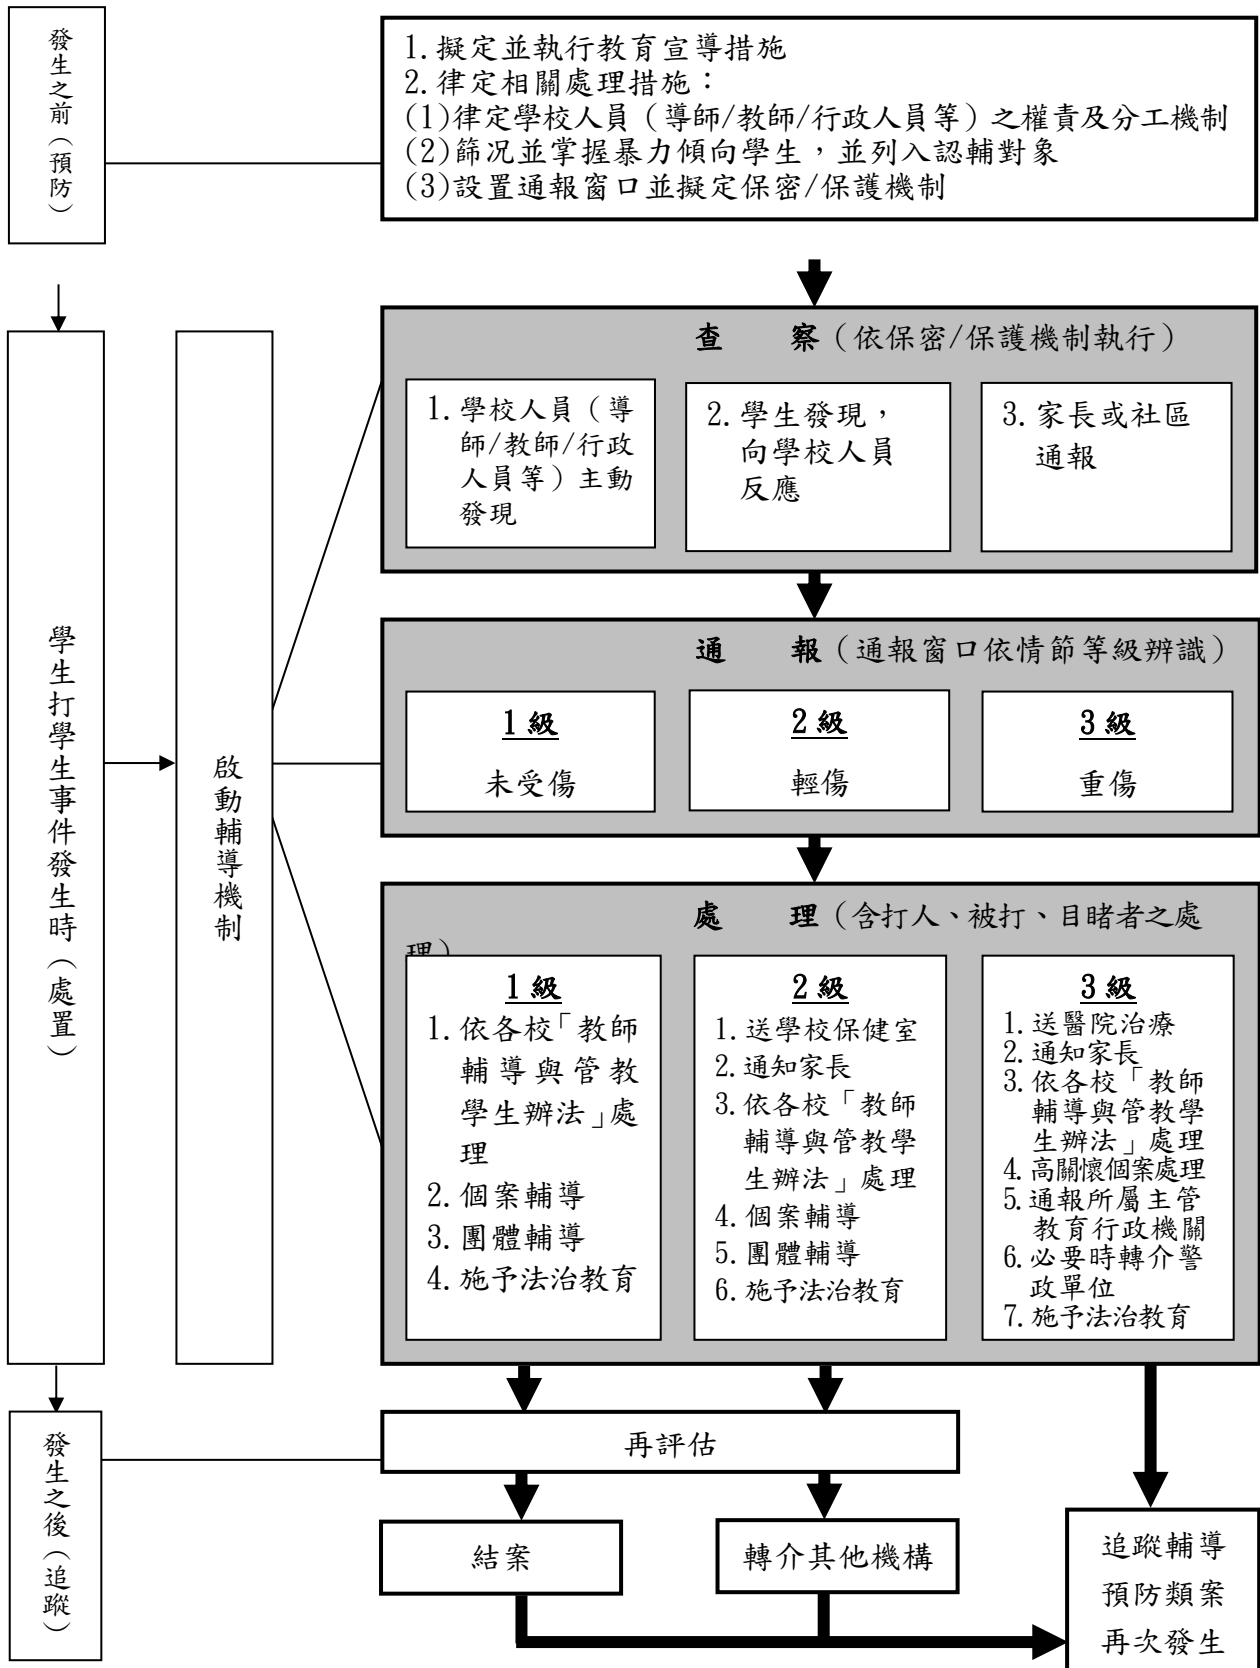 發生之前（預防）
1.擬定並執行教育宣導措施
2.律定相關處理措施：
(1)律定學校人員（導師/教師/行政人員等）之權責及分工機制
(2)篩況並掌握暴力傾向學生，並列入認輔對象
(3)設置通報窗口並擬定保密/保護機制
學生打學生事件發生時（處置）
啟動輔導機制
查　察（依保密/保護機制執行）
1.學校人員（導
師/教師/行政
人員等）主動
發現
2.學生發現，
向學校人員
反應
3.家長或社區
通報
通　報（通報窗口依情節等級辨識）
1級
未受傷
2級
輕傷
3級
重傷
處　理（含打人、被打、目睹者之處
理）
1級
1.依各校「教師
輔導與管教
學生辦法」處
理
2.個案輔導
3.團體輔導
4.施予法治教育
2級
1.送學校保健室
2.通知家長
3.依各校「教師
輔導與管教學
生辦法」處理
4.個案輔導
5.團體輔導
6.施予法治教育
3級
1.送醫院治療
2.通知家長
3.依各校「教師
輔導與管教學
生辦法」處理
4.高關懷個案處理
5.通報所屬主管
教育行政機關
6.必要時轉介警
政單位
7.施予法治教育
發生之後（追蹤）
再評估
結案
轉介其他機構
追蹤輔導
預防類案
再次發生